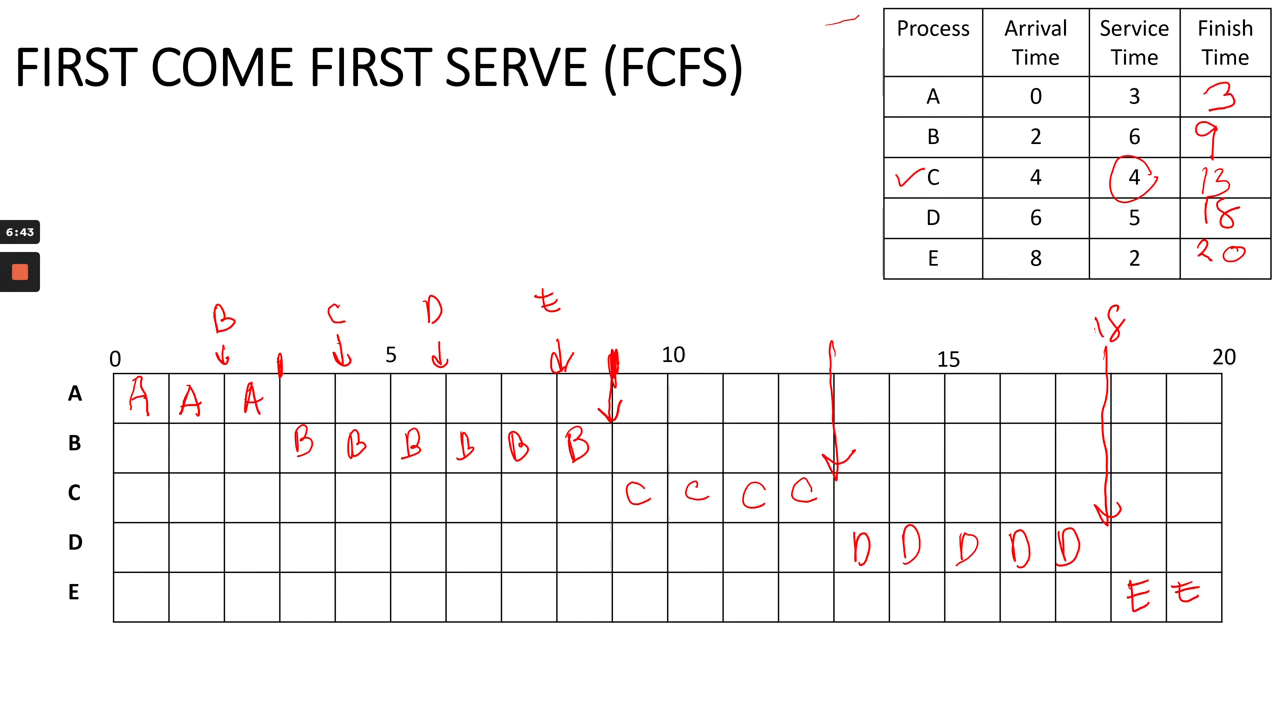 FIRST COME FIRST SERVE (FCFS)
Process Arrival Time Service Time Finish Time
A 0 3 3
B 2 6 9
C 4 4 13
D 6 5 18
E 8 2 20
6:43
B C D E 18
0 5 10 15 20
A A A A
B B B B B B B
C C C C C
D D D D D D
E E E